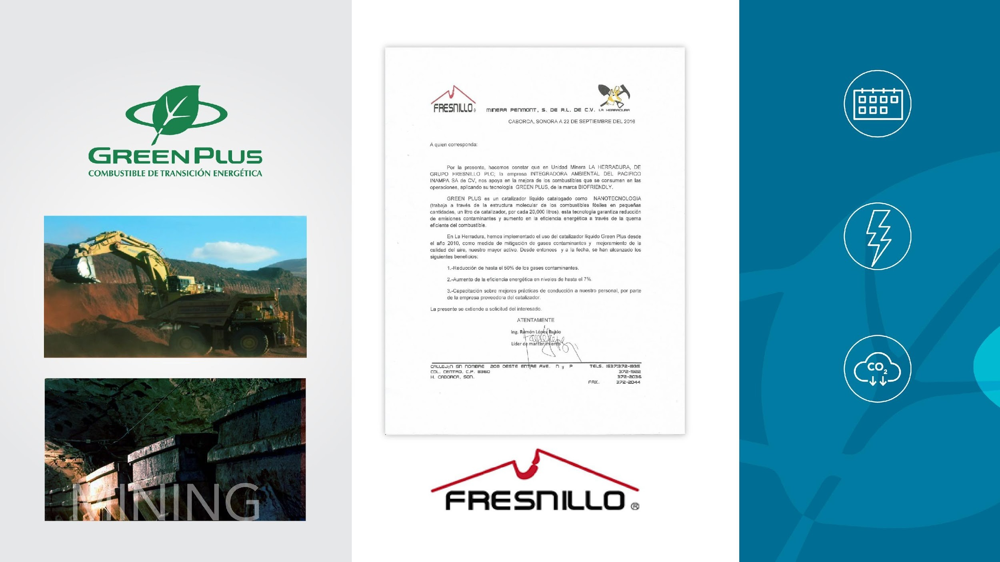 GREENPLUS
COMBUSTIBLE DE TRANSICIÓN ENERGÉTICA
MINING
FRESNILLO®
MINERA PENMONT, S. DE R.L. DE C.V.
LA HERRADURA
CABORCA, SONORA A 22 DE SEPTIEMBRE DEL 2016
A quien corresponda:
Por la presente, hacemos constar que en Unidad Minera LA HERRADURA, DE
GRUPO FRESNILLO PLC; la empresa INTEGRADORA AMBIENTAL DEL PACIFICO
INAMPA SA de CV, nos apoya en la mejora de los combustibles que se consumen en las
operaciones, aplicando su tecnología GREEN PLUS, de la marca BIOFRIENDLY.
GREEN PLUS es un catalizador líquido catalogado como NANOTECNOLOGIA
(trabaja a través de la estructura molecular de los combustibles fósiles en pequeñas
cantidades, un litro de catalizador, por cada 20,000 litros), esta tecnología garantiza reducción
de emisiones contaminantes y aumento en la eficiencia energética a través de la quema
eficiente del combustible.
En La Herradura, hemos implementado el uso del catalizador líquido Green Plus desde
el año 2010, como medida de mitigación de gases contaminantes y mejoramiento de la
calidad del aire, nuestro mayor activo. Desde entonces y a la fecha, se han alcanzado los
siguientes beneficios:
1.-Reducción de hasta el 50% de los gases contaminantes.
2.-Aumento de la eficiencia energética en niveles de hasta el 7%.
3.-Capacitación sobre mejores prácticas de conducción a nuestro personal, por parte
de la empresa proveedora del catalizador.
La presente se extiende a solicitud del interesado.
ATENTAMENTE
Ing. Ramón López Rubio
Líder de mantenimiento
CALLEJON SN NOMBRE 208 OESTE ENTRE AVE. N y P TELS. (637)372-1935
COL. CENTRO, C.P. 8360 372-1922
H. CABORCA, SON. 372-2036
FAX. 372-2044
FRESNILLO®
CO2